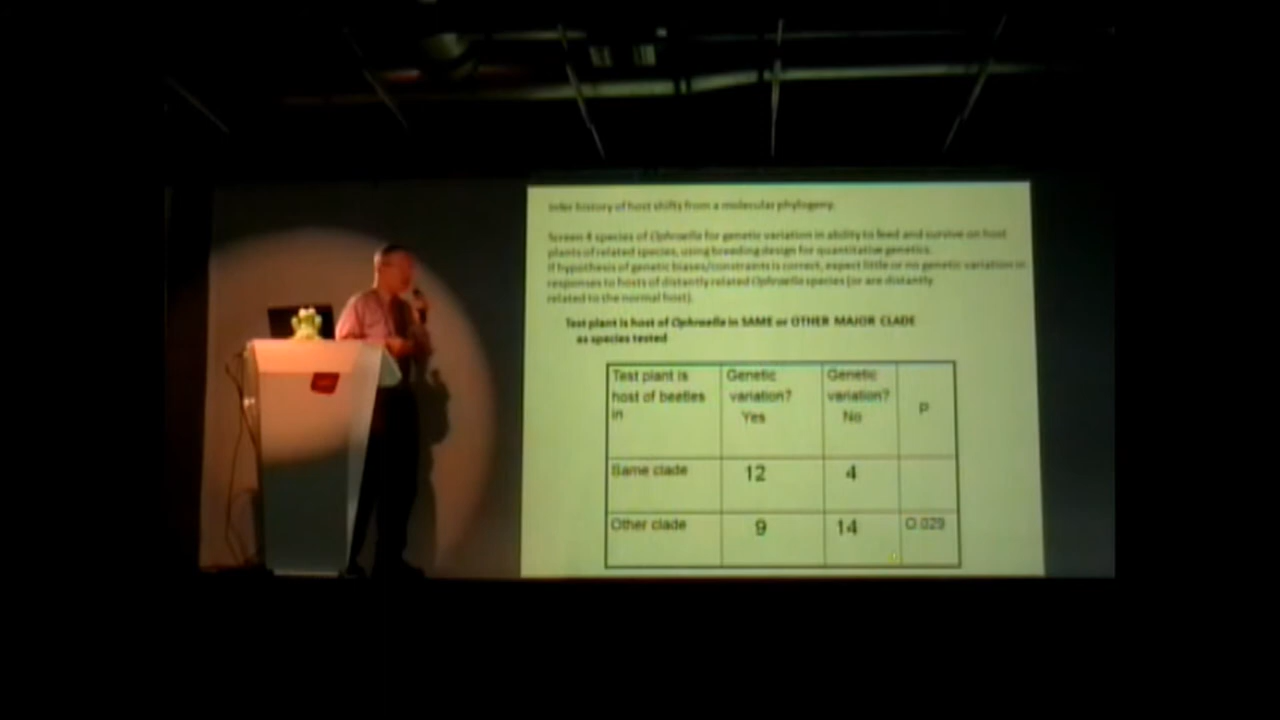 Infer history of host shifts from a molecular phylogeny.
Screen 4 species of Ophraella for genetic variation in ability to feed and survive on host
plants of related species, using breeding design for quantitative genetics.
If hypothesis of genetic biases/constraints is correct, expect little or no genetic variation in
responses to hosts of distantly related Ophraella species (or are distantly
related to the normal host).
Test plant is host of Ophraella in SAME or OTHER MAJOR CLADE
as species tested
Test plant is host of beetles in
Genetic variation? Yes
Genetic variation? No
P
Same clade 12 4
Other clade 9 14 0.029